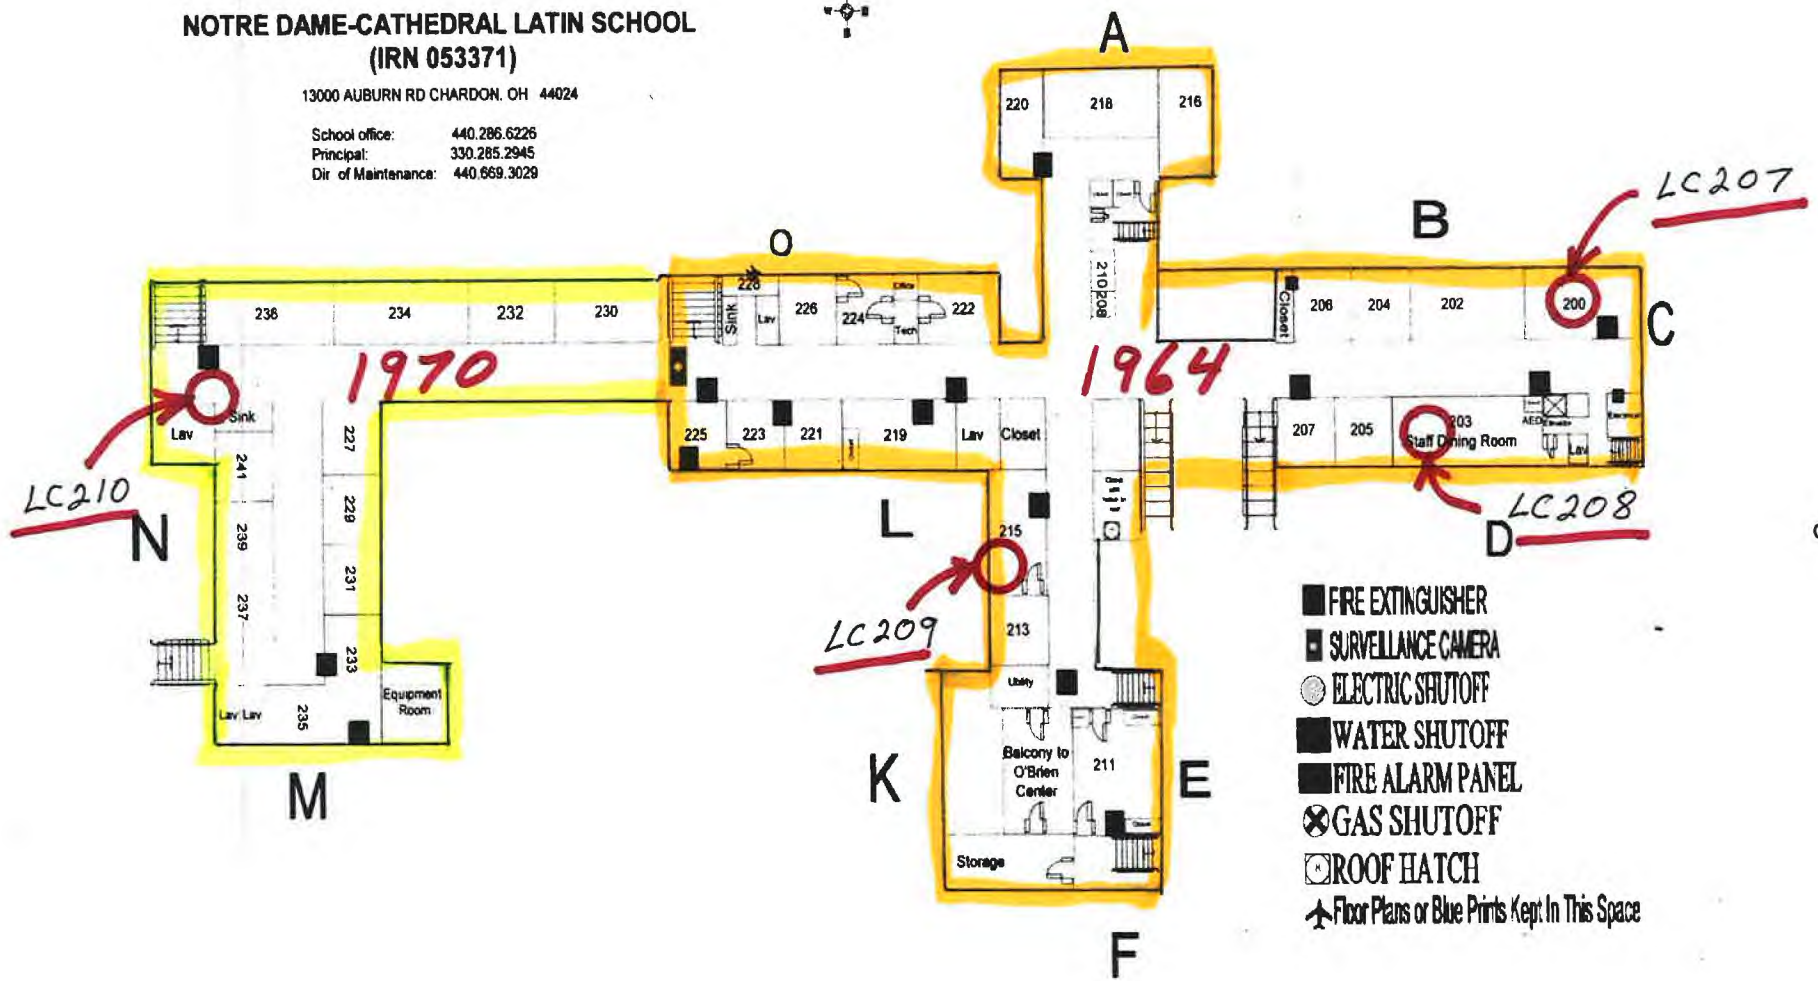 NOTRE DAME-CATHEDRAL LATIN SCHOOL
(IRN 053371)
13000 AUBURN RD CHARDON, OH 44024
School office: 440.286.6226
Principal: 330.285.2945
Dir of Maintenance: 440.669.3029
A
220 218 216
LC207
B
O
210 208
228
Sink Lav 226 224 Office Tech 222
236 234 232 230
Closet 206 204 202 200
C
1970
1964
Lav Sink
225 223 221 219 Lav Closet
207 205 203 AED
Staff Dining Room
Lav
241 227
LC210
N
239 229
L
215
LC208
D
231
237
LC209
213
233
Equipment
Room
Lav Lav 235
Utility
M
K
Balcony to
O'Brien
Center
211
E
Storage
F
FIRE EXTINGUISHER
SURVEILLANCE CAMERA
ELECTRIC SHUTOFF
WATER SHUTOFF
FIRE ALARM PANEL
GAS SHUTOFF
ROOF HATCH
Floor Plans or Blue Prints Kept In This Space